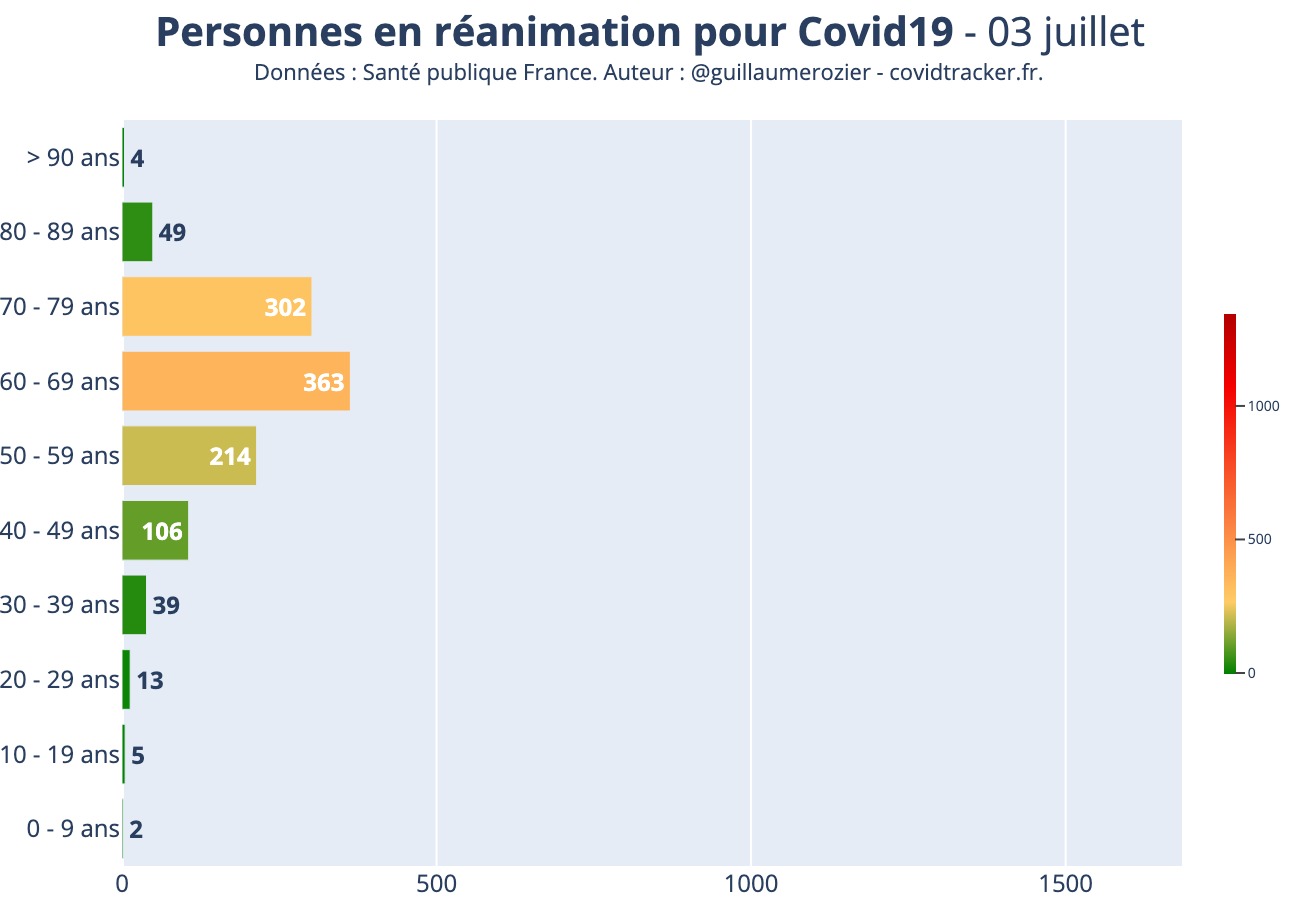 Personnes en réanimation pour Covid19 - 03 juillet
Données : Santé publique France. Auteur : @guillaumerozier - covidtracker.fr.
> 90 ans 4
80 - 89 ans 49
70 - 79 ans 302
60 - 69 ans 363
50 - 59 ans 214
40 - 49 ans 106
30 - 39 ans 39
20 - 29 ans 13
10 - 19 ans 5
0 - 9 ans 2
0 500 1000 1500
1000
500
0